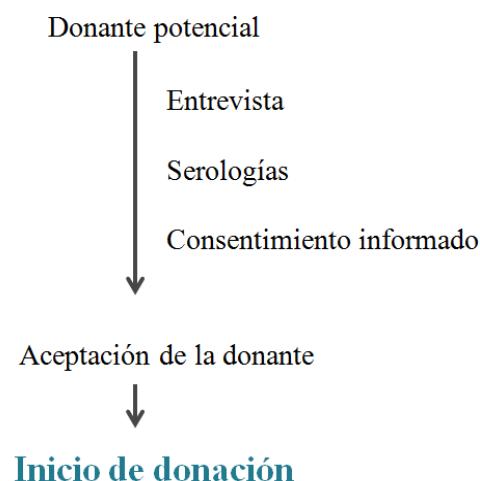 Donante potencial
Entrevista
Serologías
Consentimiento informado
Aceptación de la donante
Inicio de donación